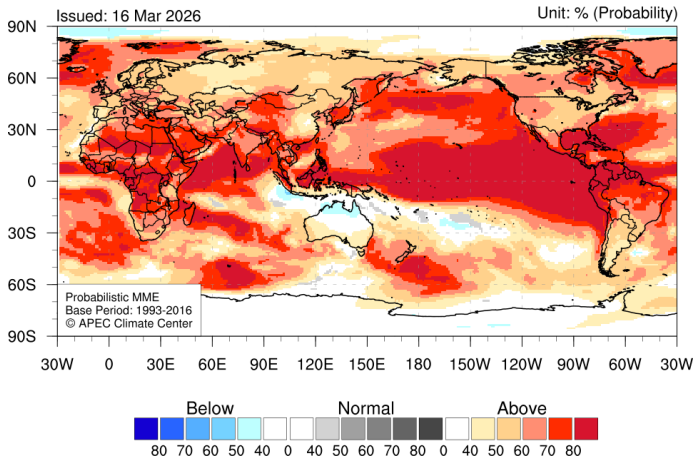 Issued: 16 Mar 2026
Unit: % (Probability)
90N
60N
30N
0
30S
60S
90S
Probabilistic MME
Base Period: 1993-2016
© APEC Climate Center
30W 0 30E 60E 90E 120E 150E 180 150W 120W 90W 60W 30W
Below Normal Above
80 70 60 50 40 0 40 50 60 70 80 0 40 50 60 70 80